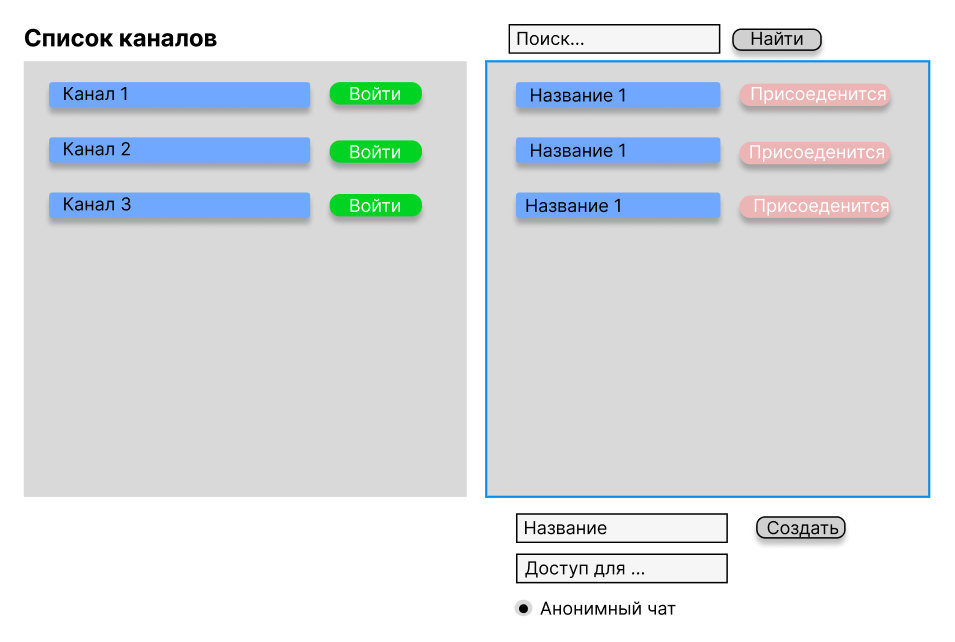 Список каналов
Канал 1 Войти
Канал 2 Войти
Канал 3 Войти
Поиск... Найти
Название 1 Присоеденится
Название 1 Присоеденится
Название 1 Присоеденится
Название Создать
Доступ для ...
Анонимный чат